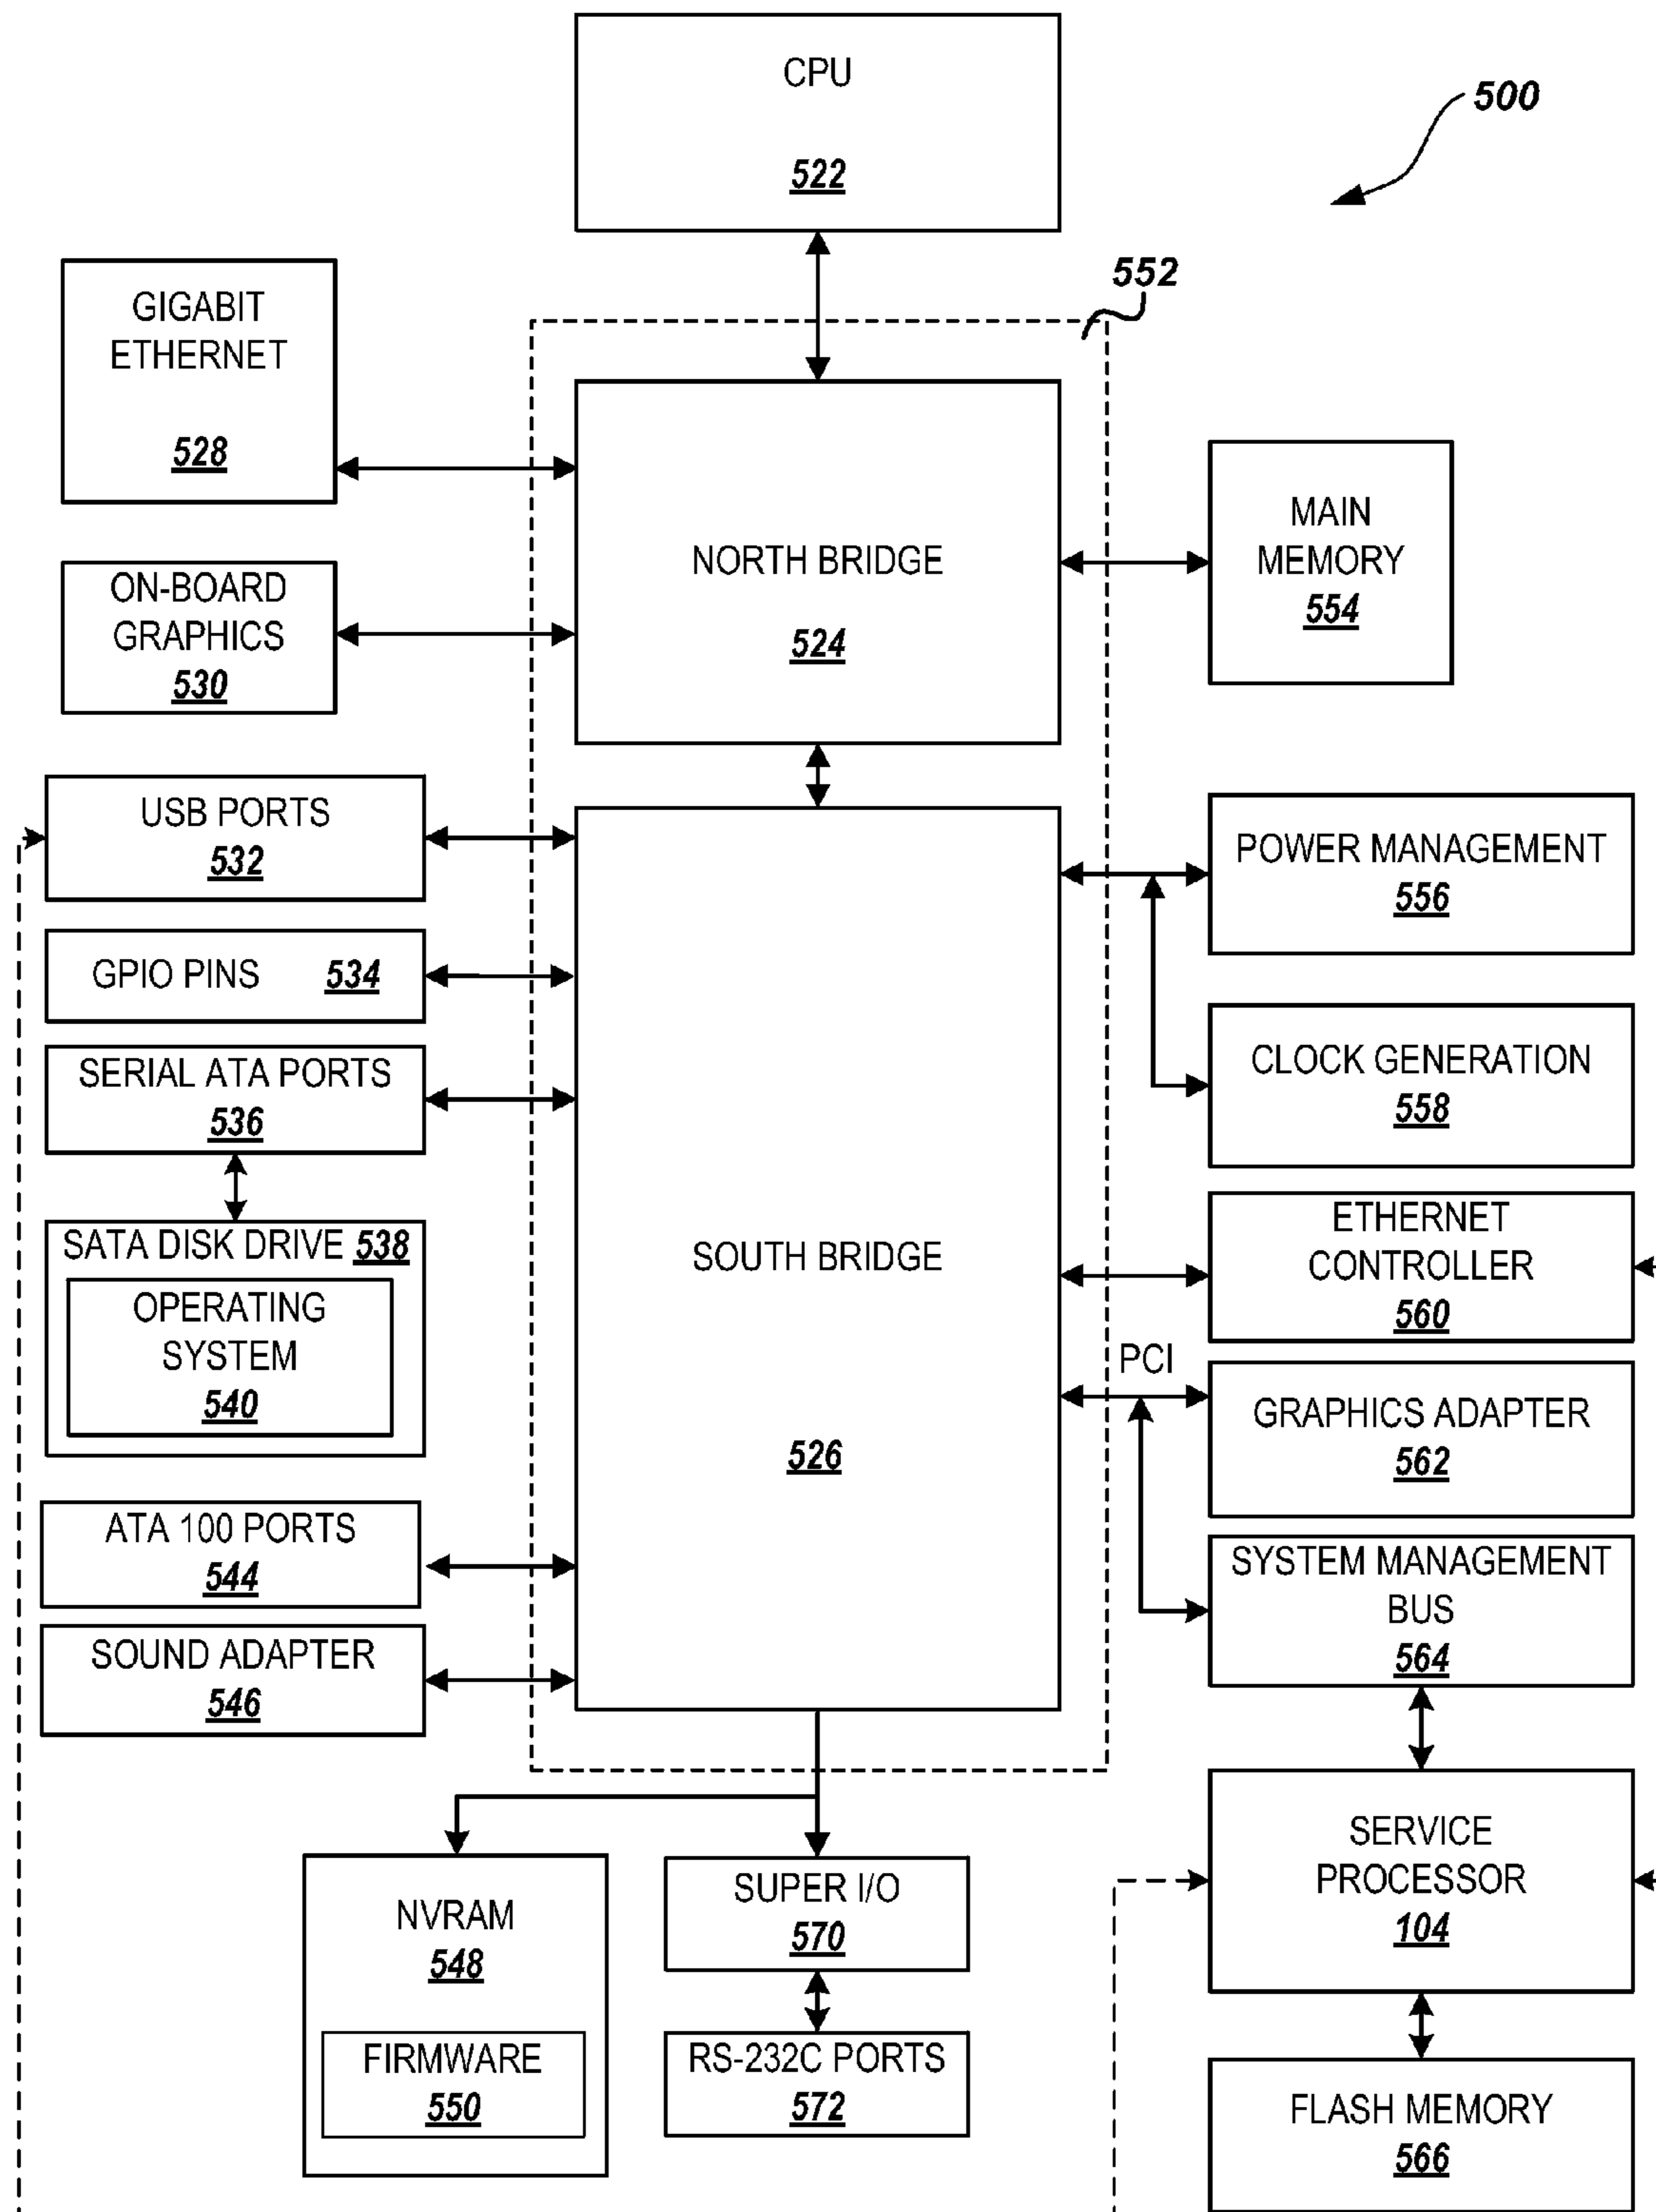 CPU
522
500
552
GIGABIT
ETHERNET
528
NORTH BRIDGE
524
MAIN
MEMORY
554
ON-BOARD
GRAPHICS
530
USB PORTS
532
GPIO PINS 534
SERIAL ATA PORTS
536
SATA DISK DRIVE 538
OPERATING
SYSTEM
540
ATA 100 PORTS
544
SOUND ADAPTER
546
SOUTH BRIDGE
526
POWER MANAGEMENT
556
CLOCK GENERATION
558
ETHERNET
CONTROLLER
560
PCI
GRAPHICS ADAPTER
562
SYSTEM MANAGEMENT
BUS
564
SERVICE
PROCESSOR
104
FLASH MEMORY
566
NVRAM
548
FIRMWARE
550
SUPER I/O
570
RS-232C PORTS
572